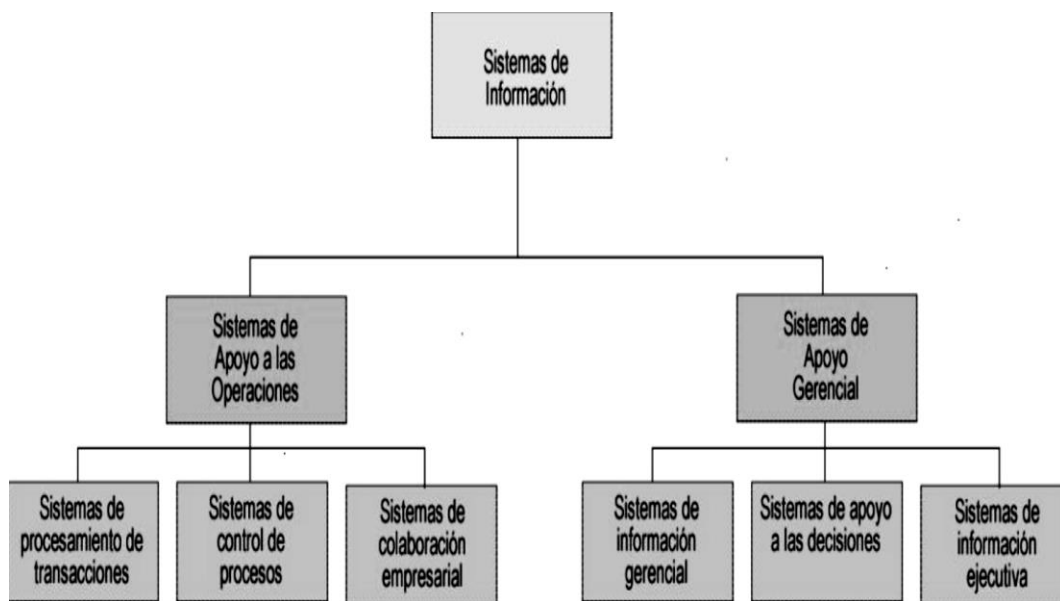 Sistemas de
Información
Sistemas de
Apoyo a las
Operaciones
Sistemas de
Apoyo
Gerencial
Sistemas de
procesamiento de
transacciones
Sistemas de
control de
procesos
Sistemas de
colaboración
empresarial
Sistemas de
información
gerencial
Sistemas de apoyo
a las decisiones
Sistemas de
información
ejecutiva